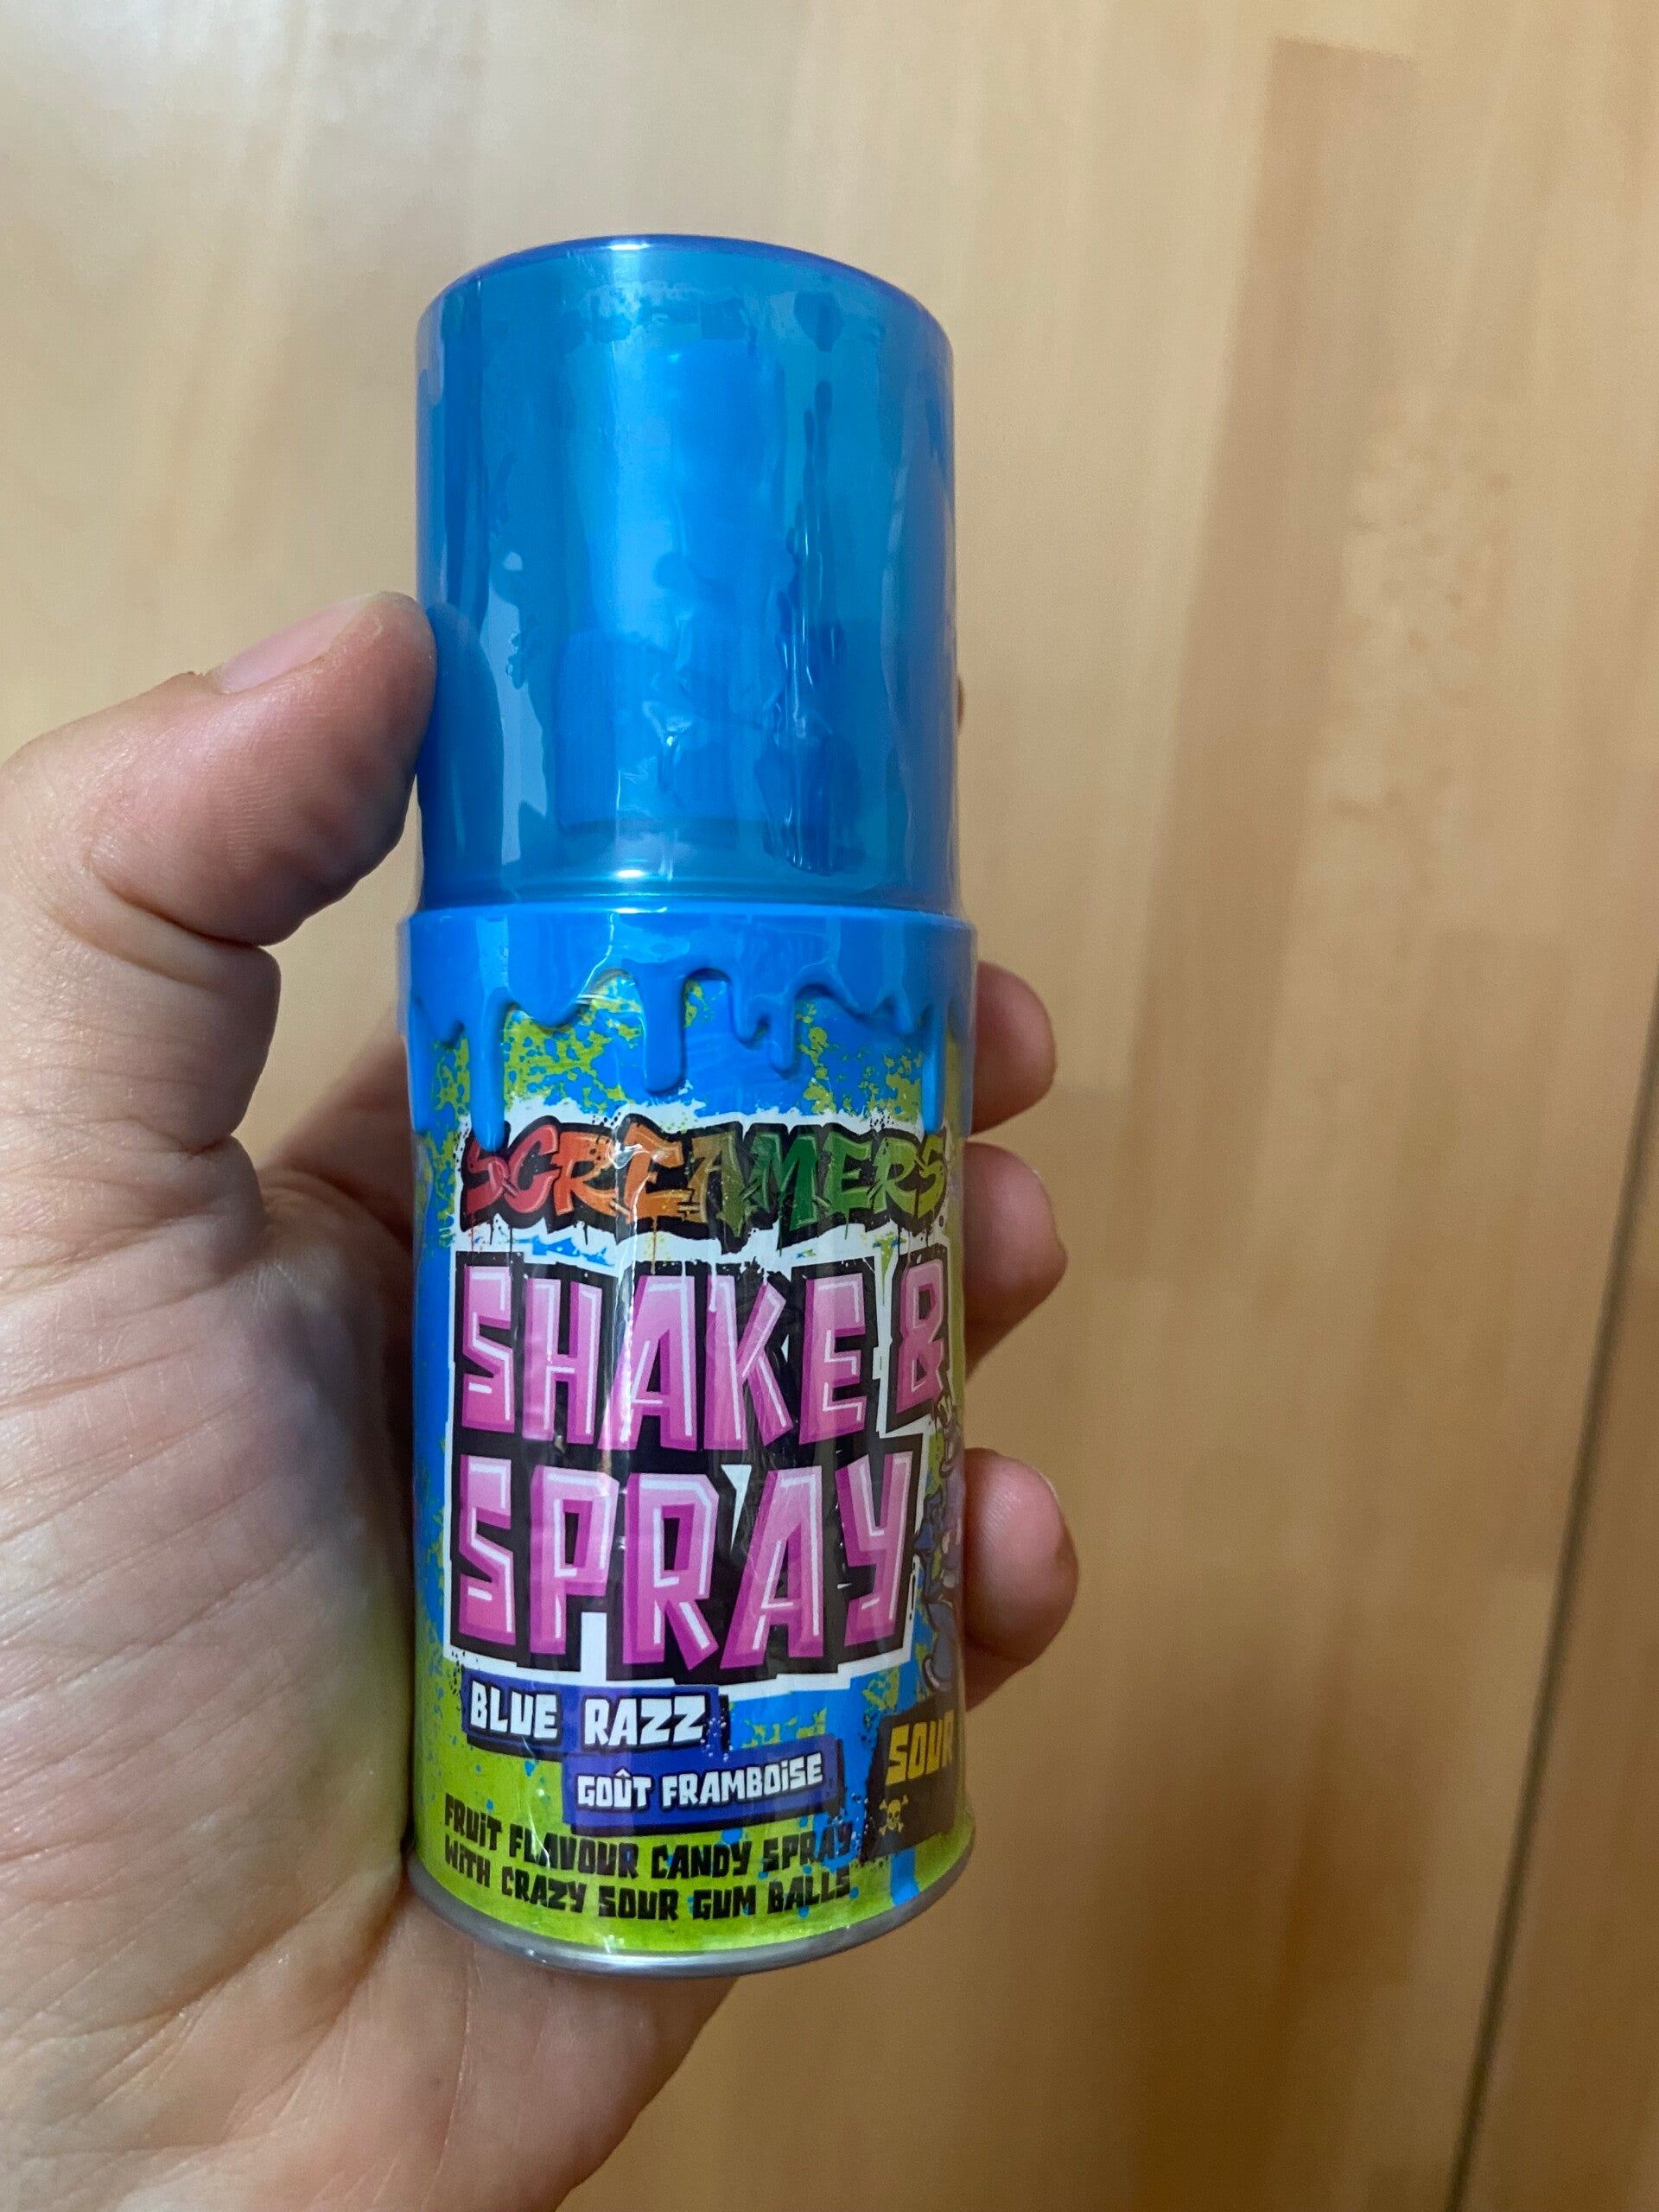 SCREAMERS
SHAKE &
SPRAY
BLUE RAZZ
GOÛT FRAMBOISE
SOUR
FRUIT FLAVOUR CANDY SPRAY
WITH CRAZY SOUR GUM BALLS